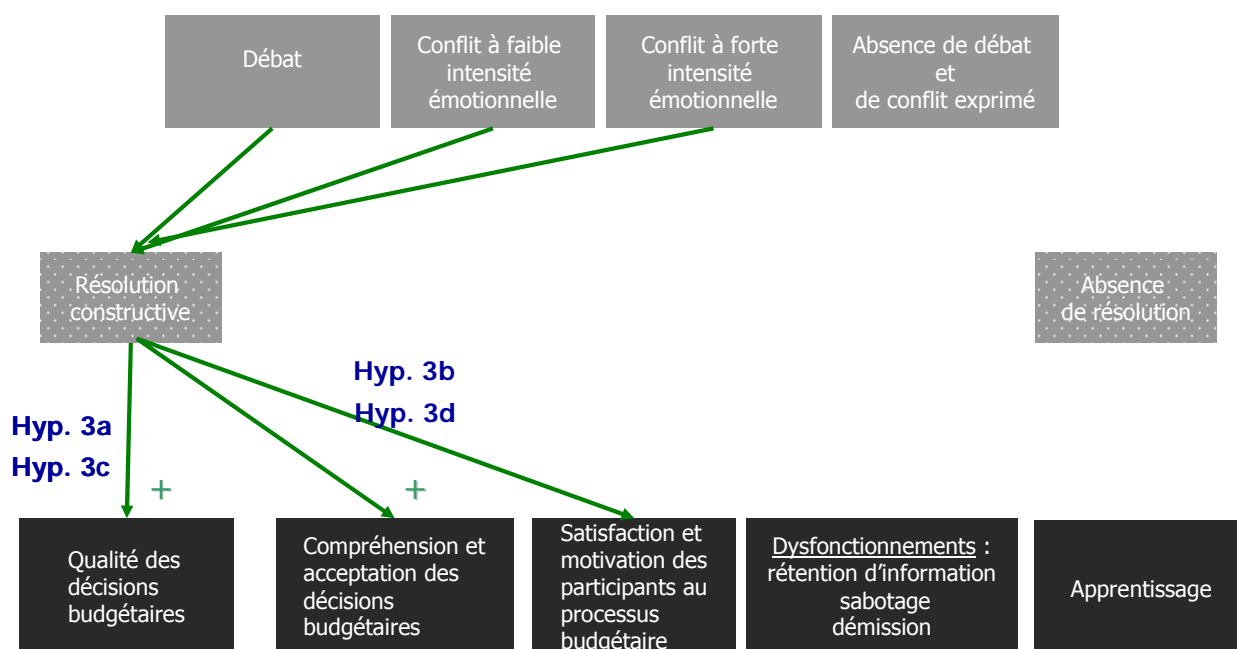 Débat
Conflit à faible
intensité
émotionnelle
Conflit à forte
intensité
émotionnelle
Absence de débat
et
de conflit exprimé
Résolution
constructive
Absence
de résolution
Hyp. 3b
Hyp. 3d
Hyp. 3a
Hyp. 3c
+
+
Qualité des
décisions
budgétaires
Compréhension et
acceptation des
décisions
budgétaires
Satisfaction et
motivation des
participants au
processus
budgétaire
Dysfonctionnements :
rétention d’information
sabotage
démission
Apprentissage